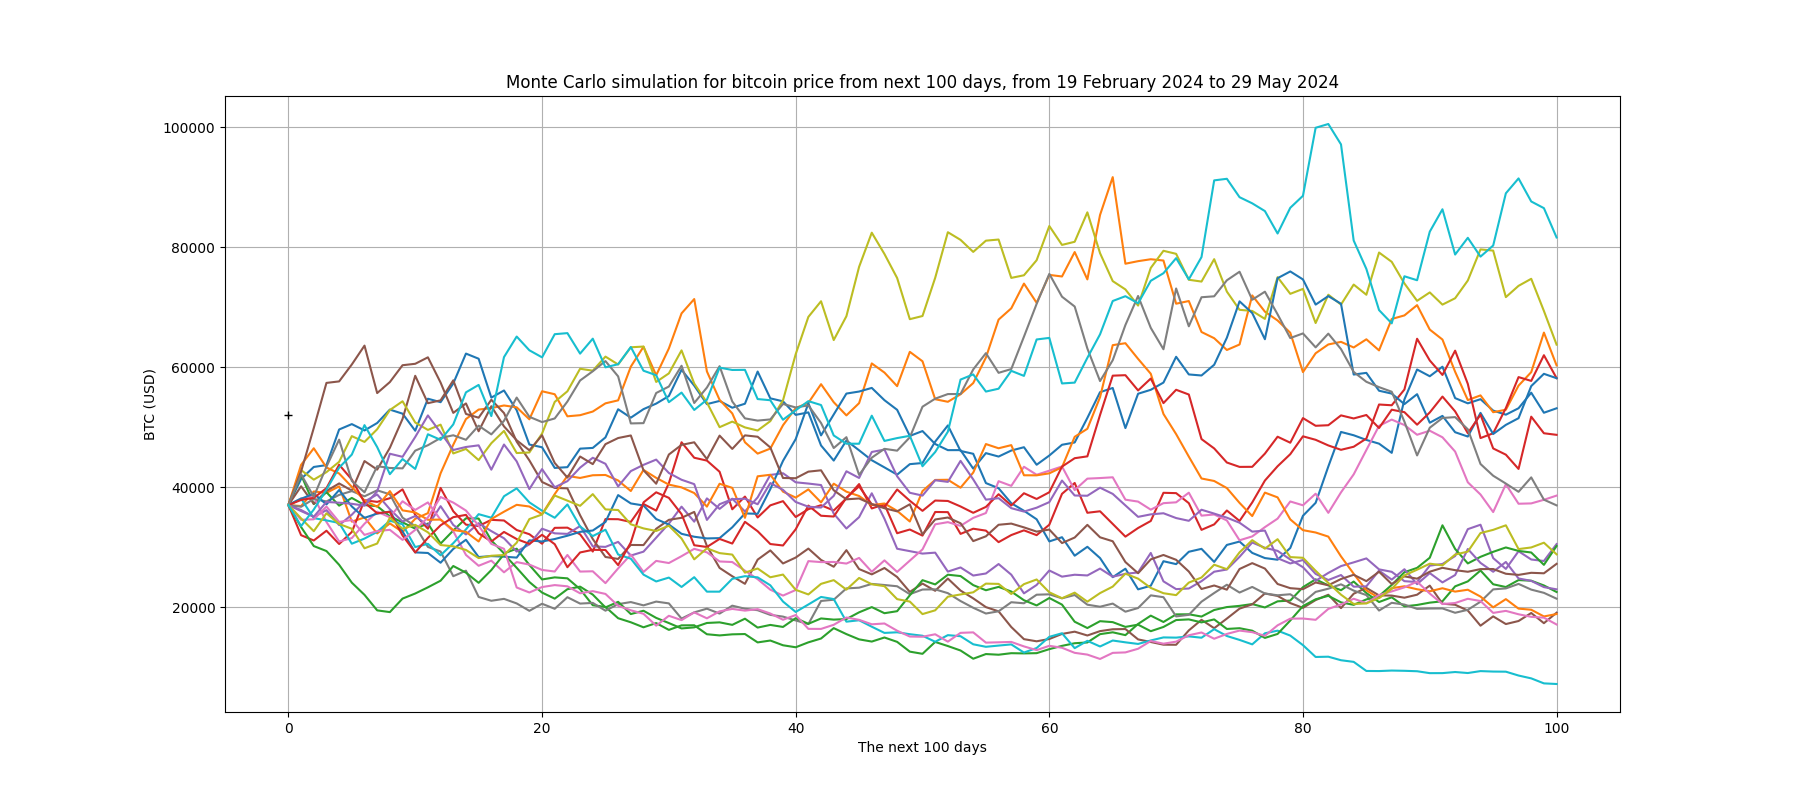 Monte Carlo simulation for bitcoin price from next 100 days, from 19 February 2024 to 29 May 2024
100000
80000
60000
40000
20000
BTC (USD)
0 20 40 60 80 100
The next 100 days